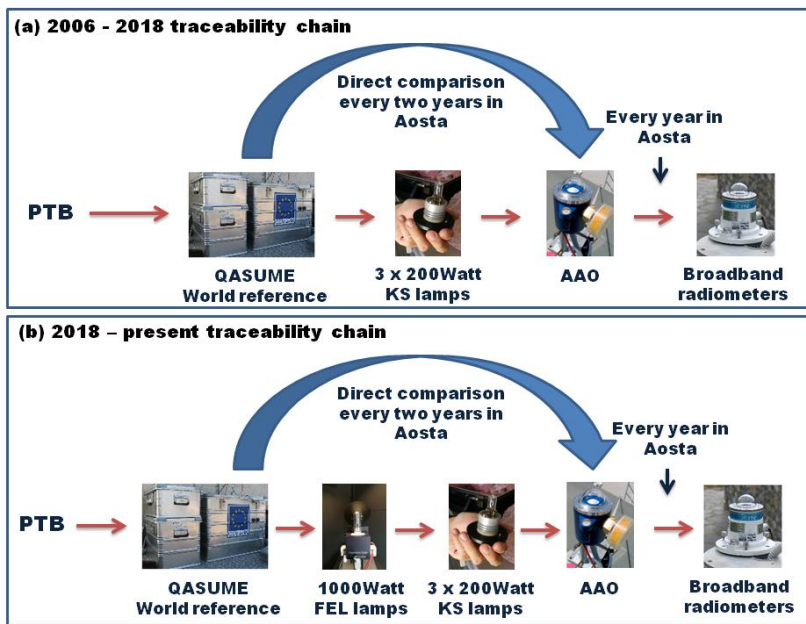 (a) 2006 - 2018 traceability chain
Direct comparison
every two years in
Aosta
Every year in
Aosta
PTB
QASUME
World reference
3 x 200Watt
KS lamps
AAO
Broadband
radiometers
(b) 2018 – present traceability chain
Direct comparison
every two years in
Aosta
Every year in
Aosta
PTB
QASUME
World reference
1000Watt
FEL lamps
3 x 200Watt
KS lamps
AAO
Broadband
radiometers